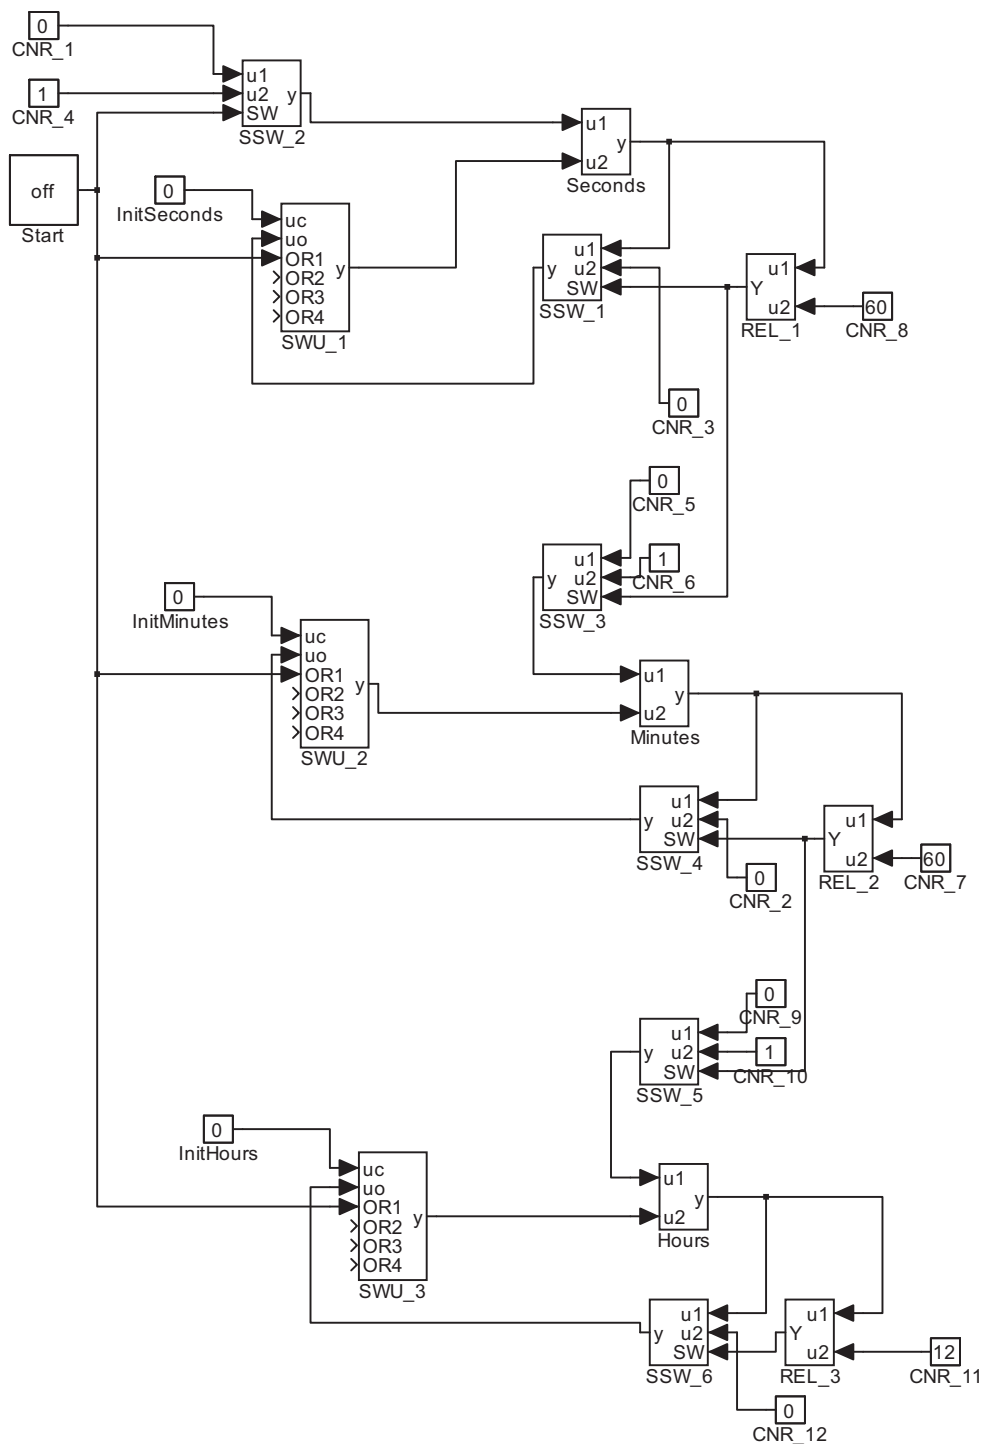 0
CNR_1
1
CNR_4
u1
u2
SW
y
SSW_2
off
Start
0
InitSeconds
uc
uo
OR1
OR2
OR3
OR4
y
SWU_1
u1
u2
y
Seconds
u1
u2
SW
y
SSW_1
u1
Y
u2
REL_1
60
CNR_8
0
CNR_3
0
CNR_5
1
CNR_6
u1
u2
SW
y
SSW_3
0
InitMinutes
uc
uo
OR1
OR2
OR3
OR4
y
SWU_2
u1
u2
y
Minutes
u1
u2
SW
y
SSW_4
u1
Y
u2
REL_2
60
CNR_7
0
CNR_2
0
CNR_9
1
CNR_10
u1
u2
SW
y
SSW_5
0
InitHours
uc
uo
OR1
OR2
OR3
OR4
y
SWU_3
u1
u2
y
Hours
u1
u2
SW
y
SSW_6
u1
Y
u2
REL_3
12
CNR_11
0
CNR_12